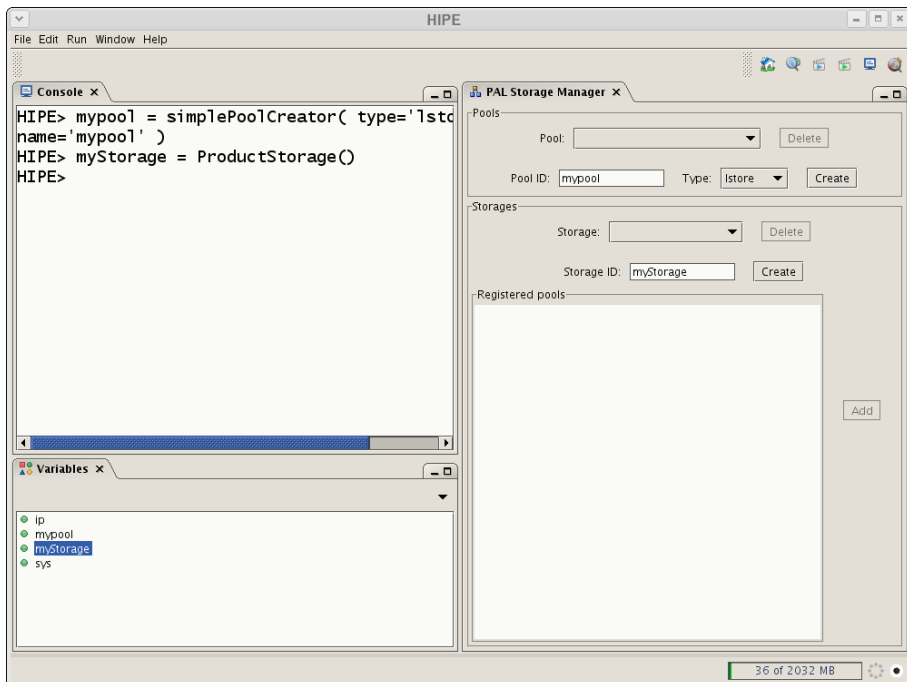 HIPE
File Edit Run Window Help
Console
HIPE> mypool = simplePoolCreator( type='lsto
name='mypool' )
HIPE> myStorage = ProductStorage()
HIPE>
Variables
ip
mypool
myStorage
sys
PAL Storage Manager
Pools
Pool: Delete
Pool ID: mypool Type: lstore Create
Storages
Storage: Delete
Storage ID: myStorage Create
Registered pools
Add
36 of 2032 MB